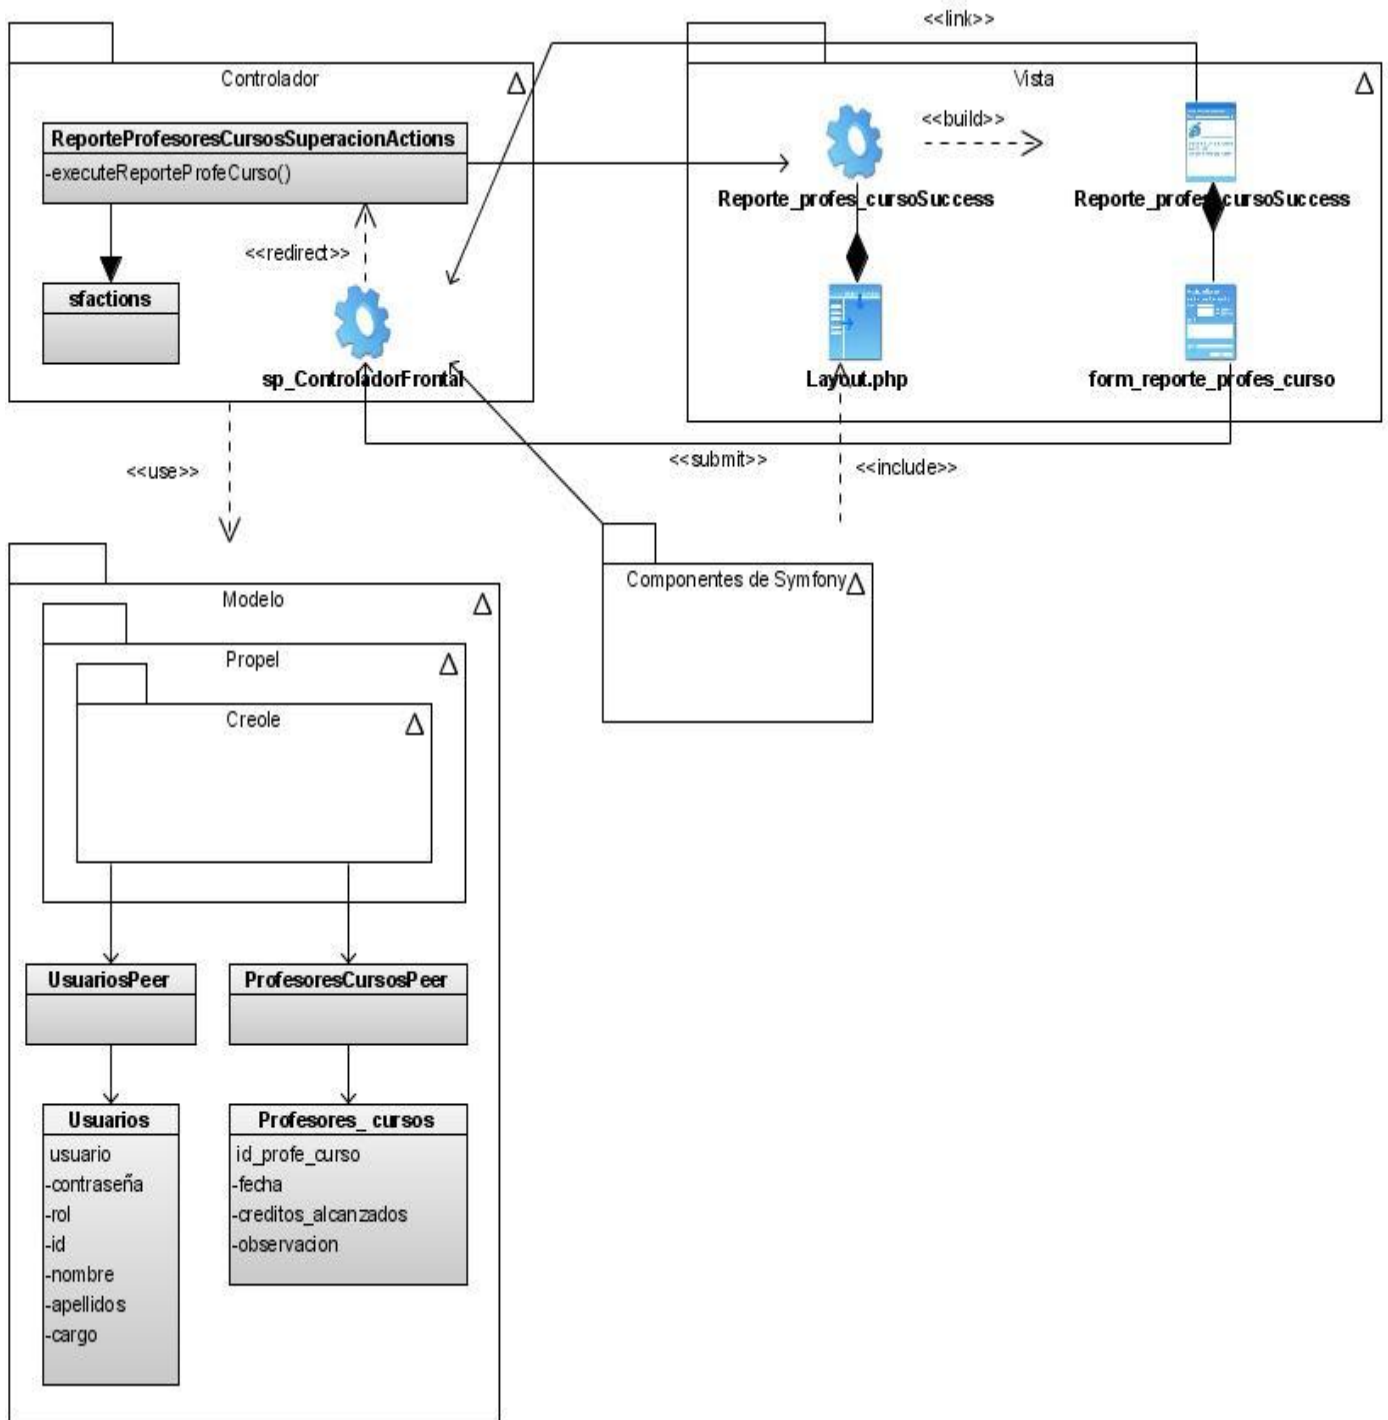 <<link>>
Controlador
Vista
ReporteProfesoresCursosSuperacionActions
-executeReporteProfeCurso()
<<build>>
Reporte_profes_cursoSuccess
Reporte_profes_cursoSuccess
<<redirect>>
sfactions
sp_ControladorFrontal
Layout.php
form_reporte_profes_curso
<<use>>
<<submit>>
<<include>>
Componentes de Symfony
Modelo
Propel
Creole
UsuariosPeer
ProfesoresCursosPeer
Usuarios
usuario
-contraseña
-rol
-id
-nombre
-apellidos
-cargo
Profesores_ cursos
id_profe_curso
-fecha
-creditos_alcanzados
-observacion